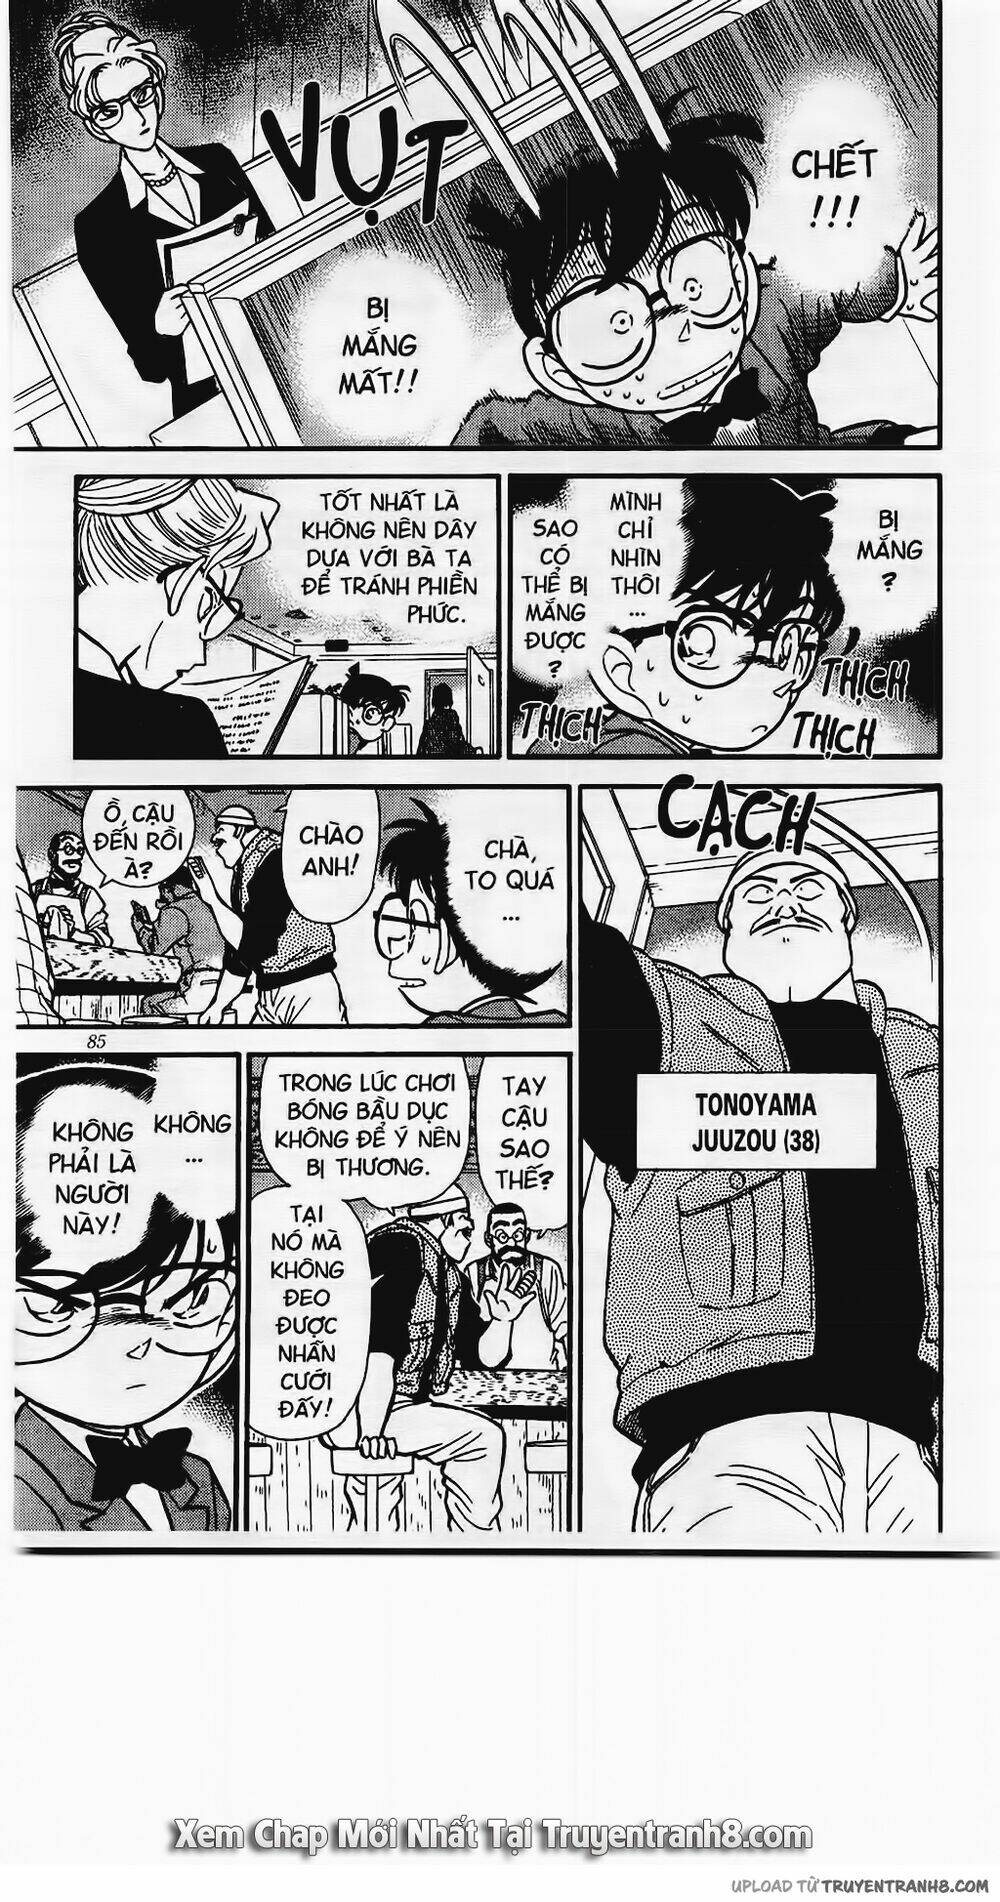 CHẾT
!!!
VỤT
BỊ
MẮNG
MẤT!!
BỊ
MẮNG
?
MÌNH
CHỈ
NHÌN
THÔI
...
SAO
CÓ
THỂ BỊ
MẮNG
ĐƯỢC
?
THỊCH
THỊCH
THỊCH
TỐT NHẤT LÀ
KHÔNG NÊN DÂY
DƯA VỚI BÀ TA
ĐỂ TRÁNH PHIỀN
PHỨC.
CẠCH
TONOYAMA
JUUZOU (38)
CHÀ,
TO QUÁ
...
CHÀO
ANH!
Ồ, CẬU
ĐẾN RỒI
À?
85
TAY
CẬU
SAO
THẾ?
TRONG LÚC CHƠI
BÓNG BẦU DỤC
KHÔNG ĐỂ Ý NÊN
BỊ THƯƠNG.
TẠI
NÓ MÀ
KHÔNG
ĐEO
ĐƯỢC
NHẪN
CƯỚI
ĐẤY!
KHÔNG
...
KHÔNG
PHẢI LÀ
NGƯỜI
NÀY!
Xem Chap Mới Nhất Tại Truyentranh8.com
UPLOAD TỪ TRUYENTRANH8.COM